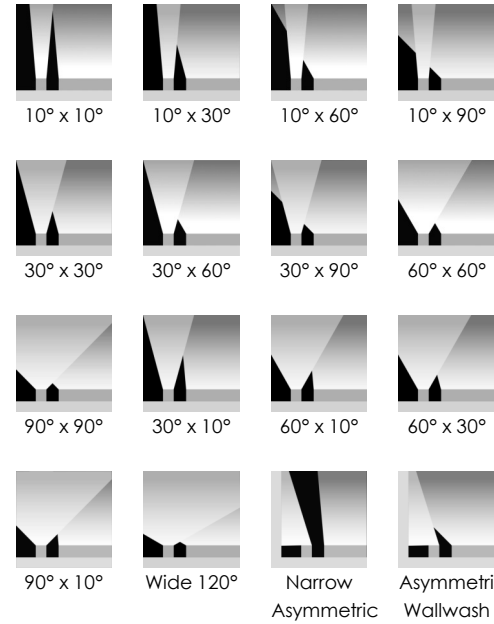 10° x 10° 10° x 30° 10° x 60° 10° x 90°
30° x 30° 30° x 60° 30° x 90° 60° x 60°
90° x 90° 30° x 10° 60° x 10° 60° x 30°
90° x 10° Wide 120° Narrow Asymmetri
Asymmetric Wallwash